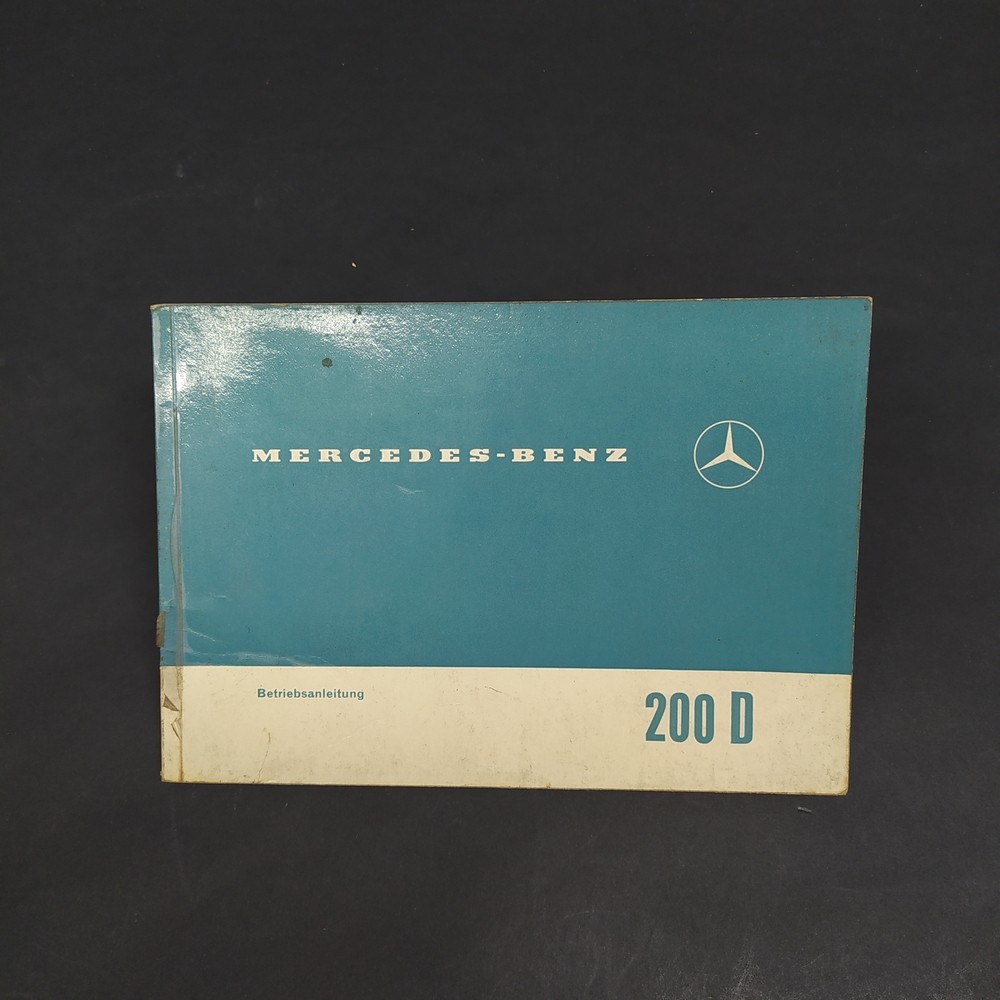 MERCEDES-BENZ
Betriebsanleitung
200 D